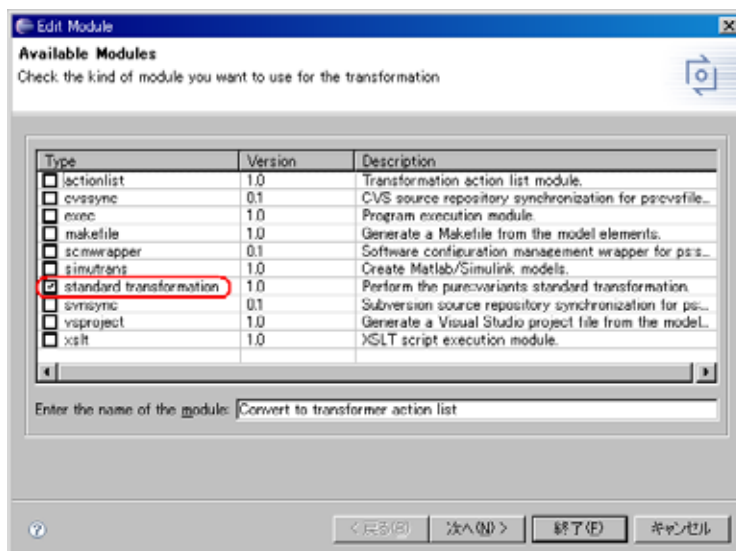 Edit Module
Available Modules
Check the kind of module you want to use for the transformation
Type Version Description
actionlist 1.0 Transformation action list module.
cvssync 0.1 CVS source repository synchronization for ps:cvsfile...
exec 1.0 Program execution module.
makefile 1.0 Generate a Makefile from the model elements.
scmwrapper 0.1 Software configuration management wrapper for ps:s...
simutrans 1.0 Create Matlab/Simulink models.
standard transformation 1.0 Perform the pure::variants standard transformation.
svnsync 0.1 Subversion source repository synchronization for ps:...
vsproject 1.0 Generate a Visual Studio project file from the model...
xslt 1.0 XSLT script execution module.
Enter the name of the module: Convert to transformer action list
< 戻る(B) 次へ(N) > 終了(F) キャンセル